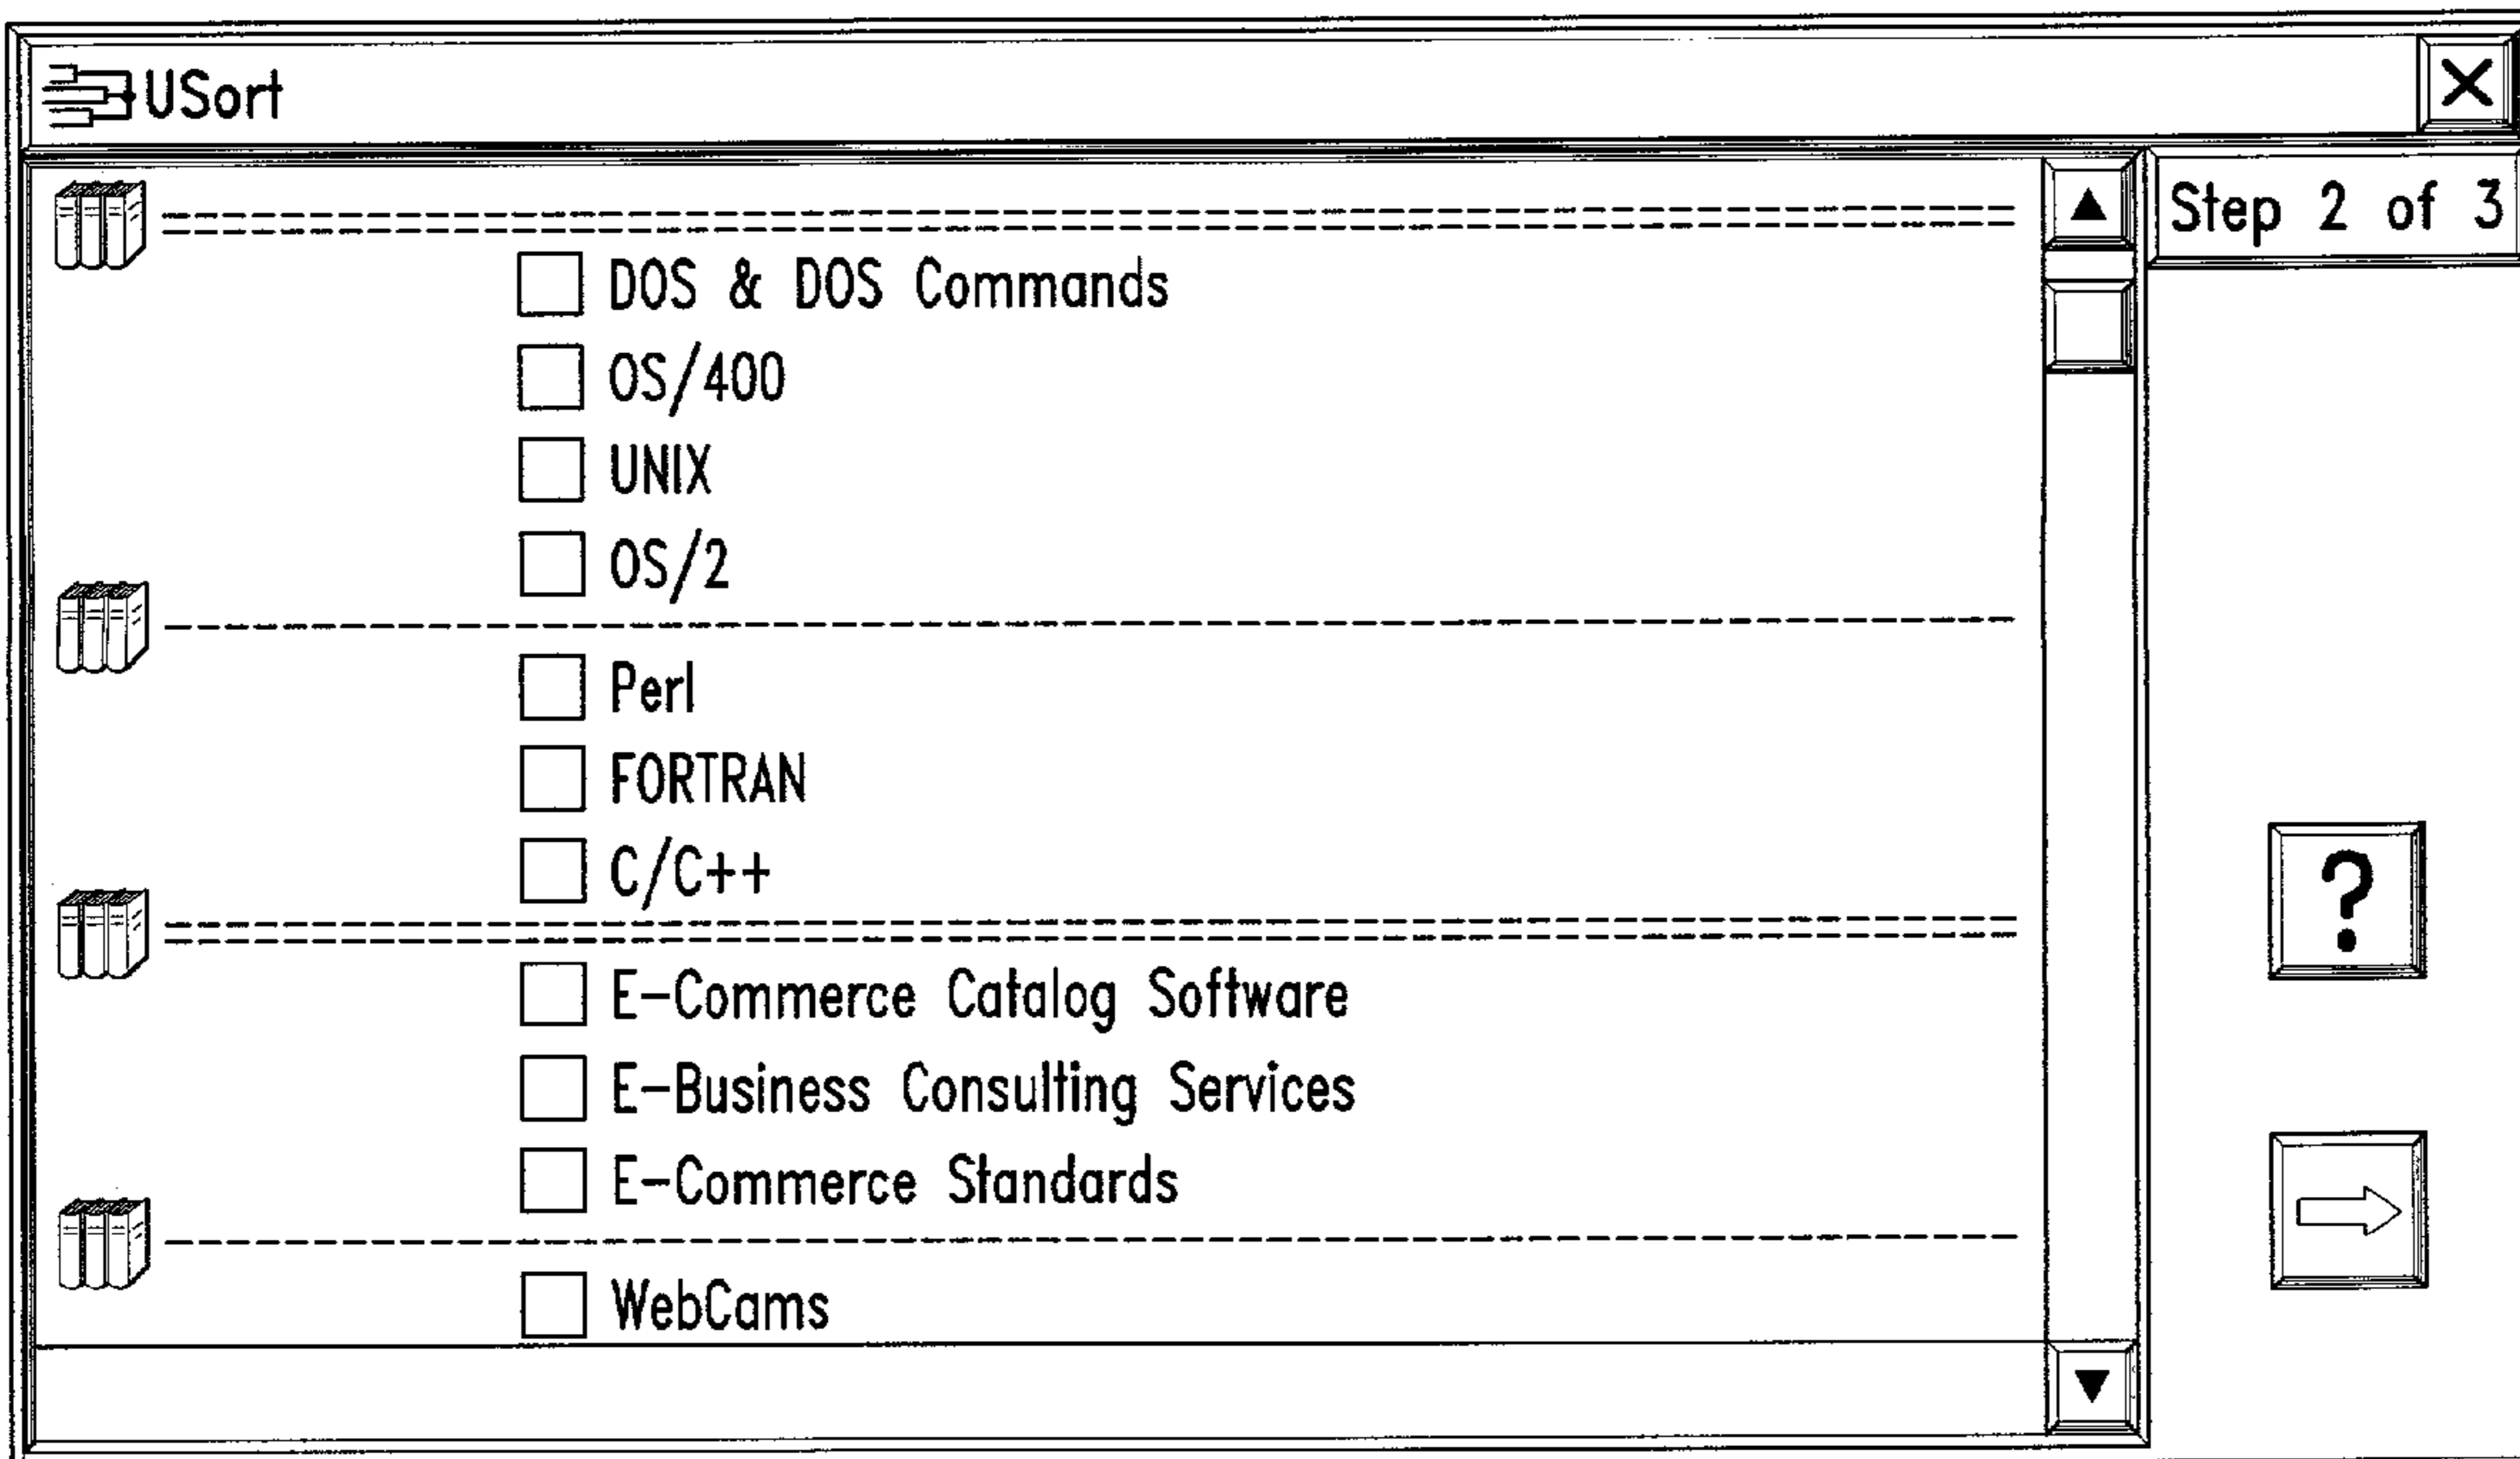 USort
Step 2 of 3
DOS & DOS Commands
OS/400
UNIX
OS/2
Perl
FORTRAN
C/C++
E-Commerce Catalog Software
E-Business Consulting Services
E-Commerce Standards
WebCams
?